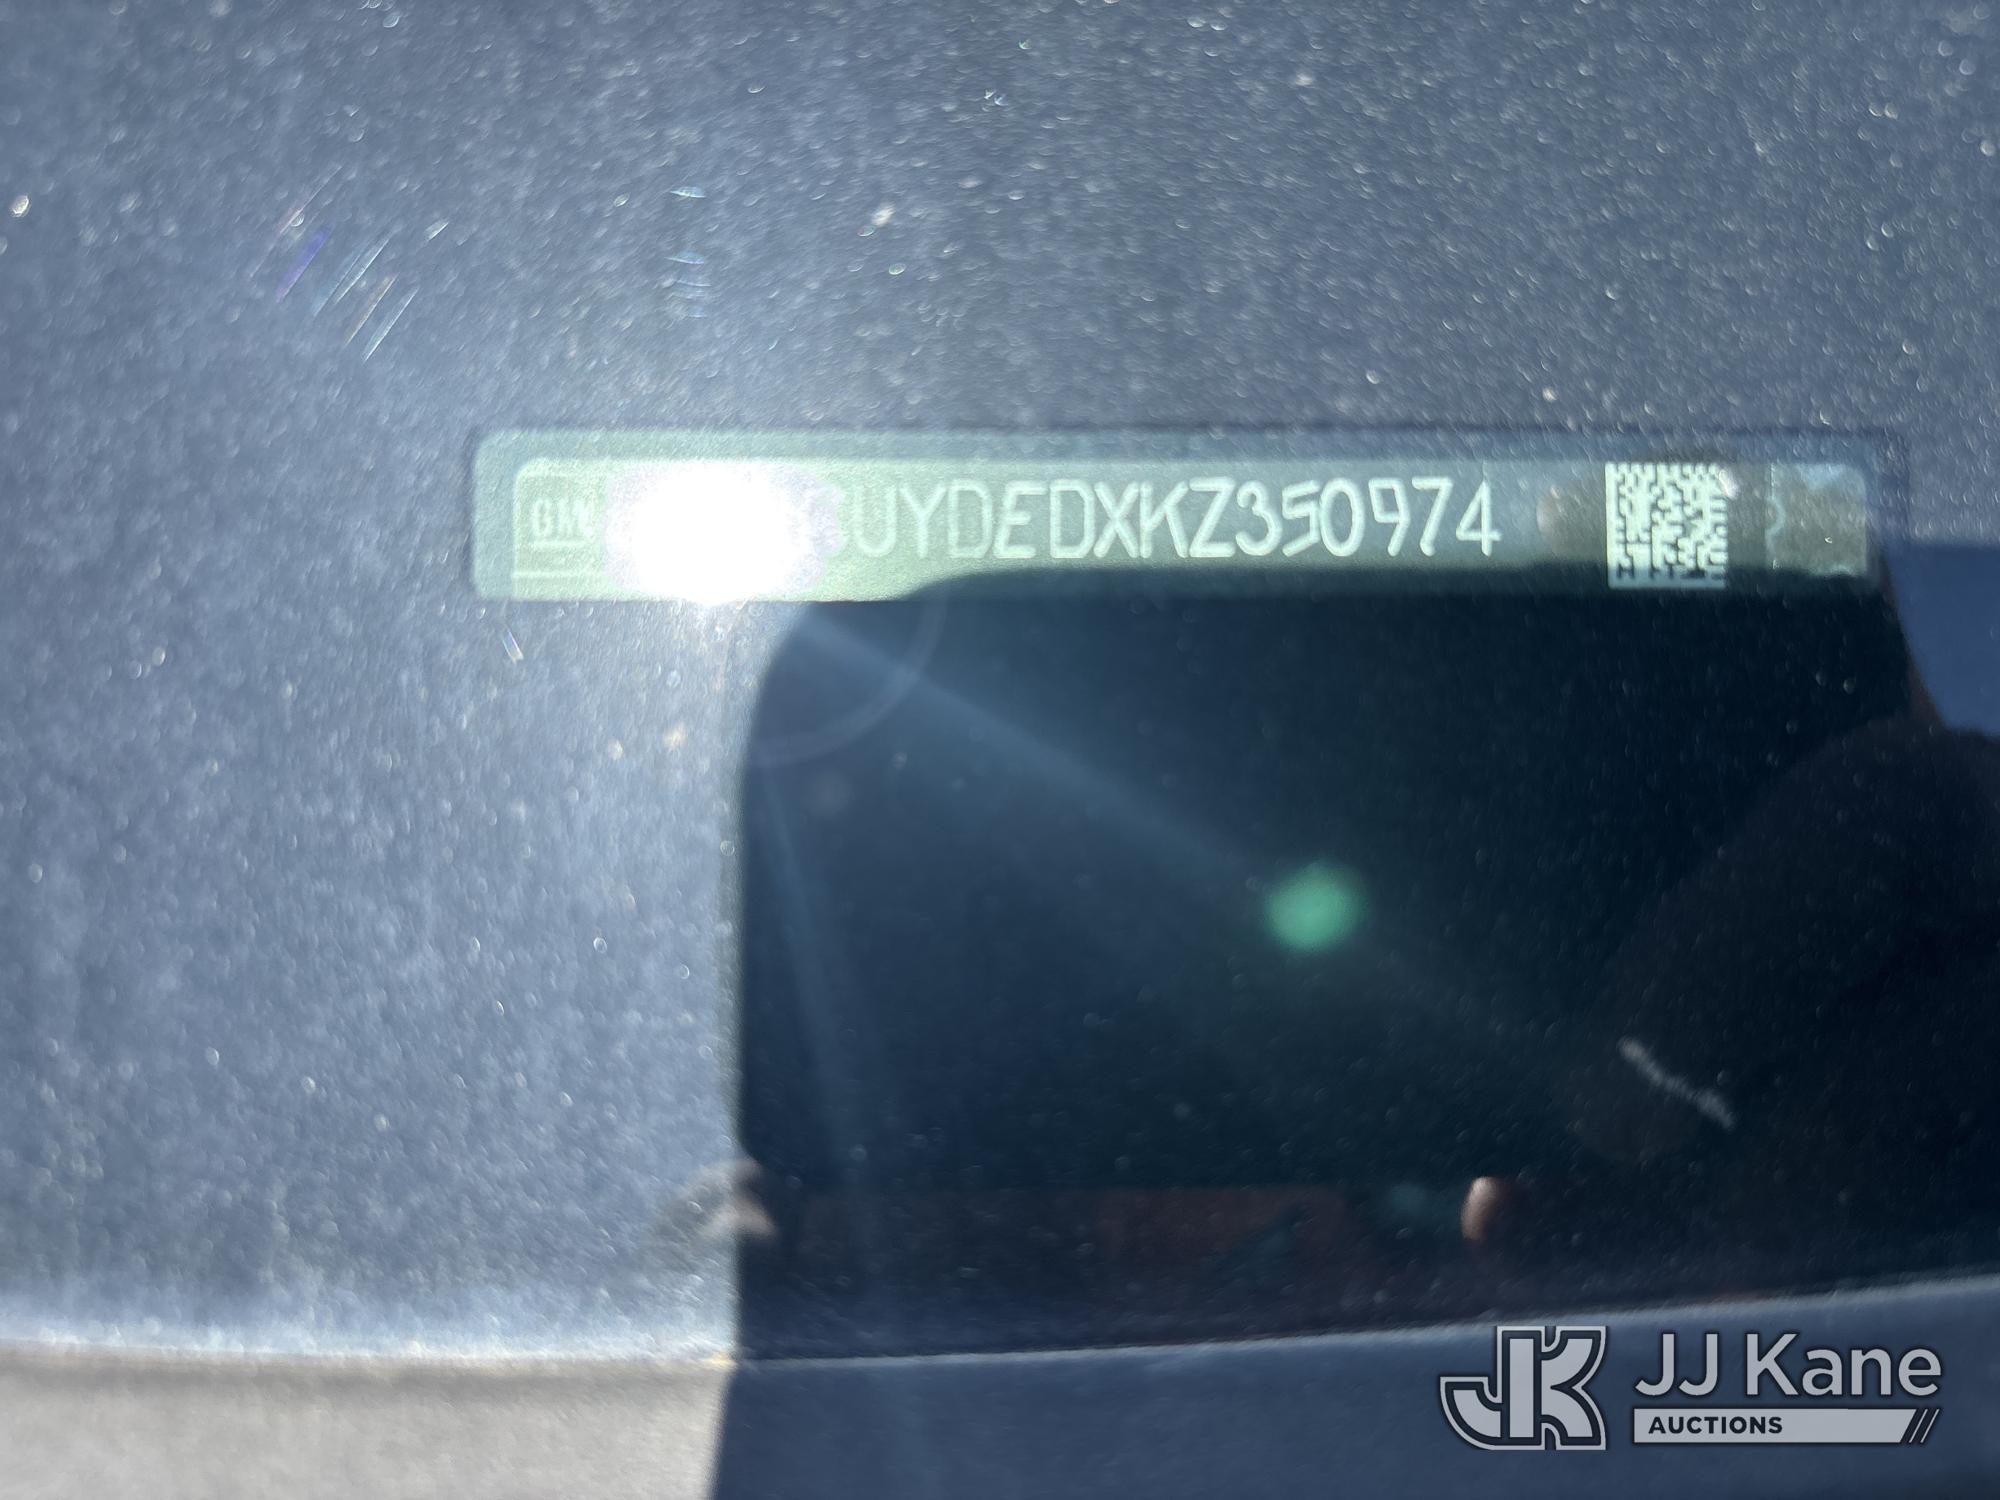 GM UYDEDXKZ350974
JJ Kane
AUCTIONS